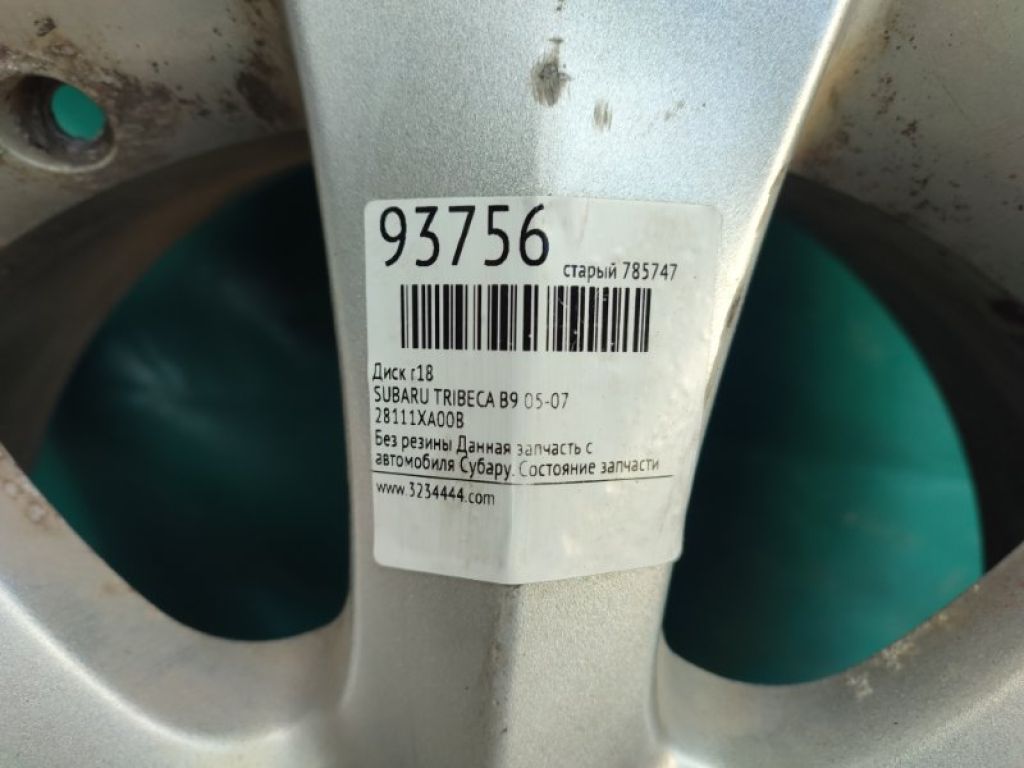 93756
старый 785747
Диск r18
SUBARU TRIBECA B9 05-07
28111XA00B
Без резины Данная запчасть с
автомобиля Субару. Состояние запчасти
www.3234444.com